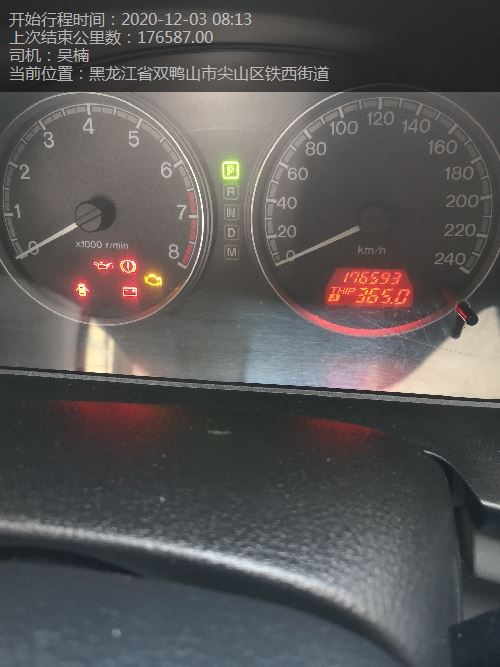 开始行程时间：2020-12-03 08:13
上次结束公里数：176587.00
司机：吴楠
当前位置：黑龙江省双鸭山市尖山区铁西街道
0
1
2
3
4
5
6
7
8
x1000 r/min
P
R
N
D
M
0
20
40
60
80
100
120
140
160
180
200
220
240
km/h
176593
TRIP A 365.0